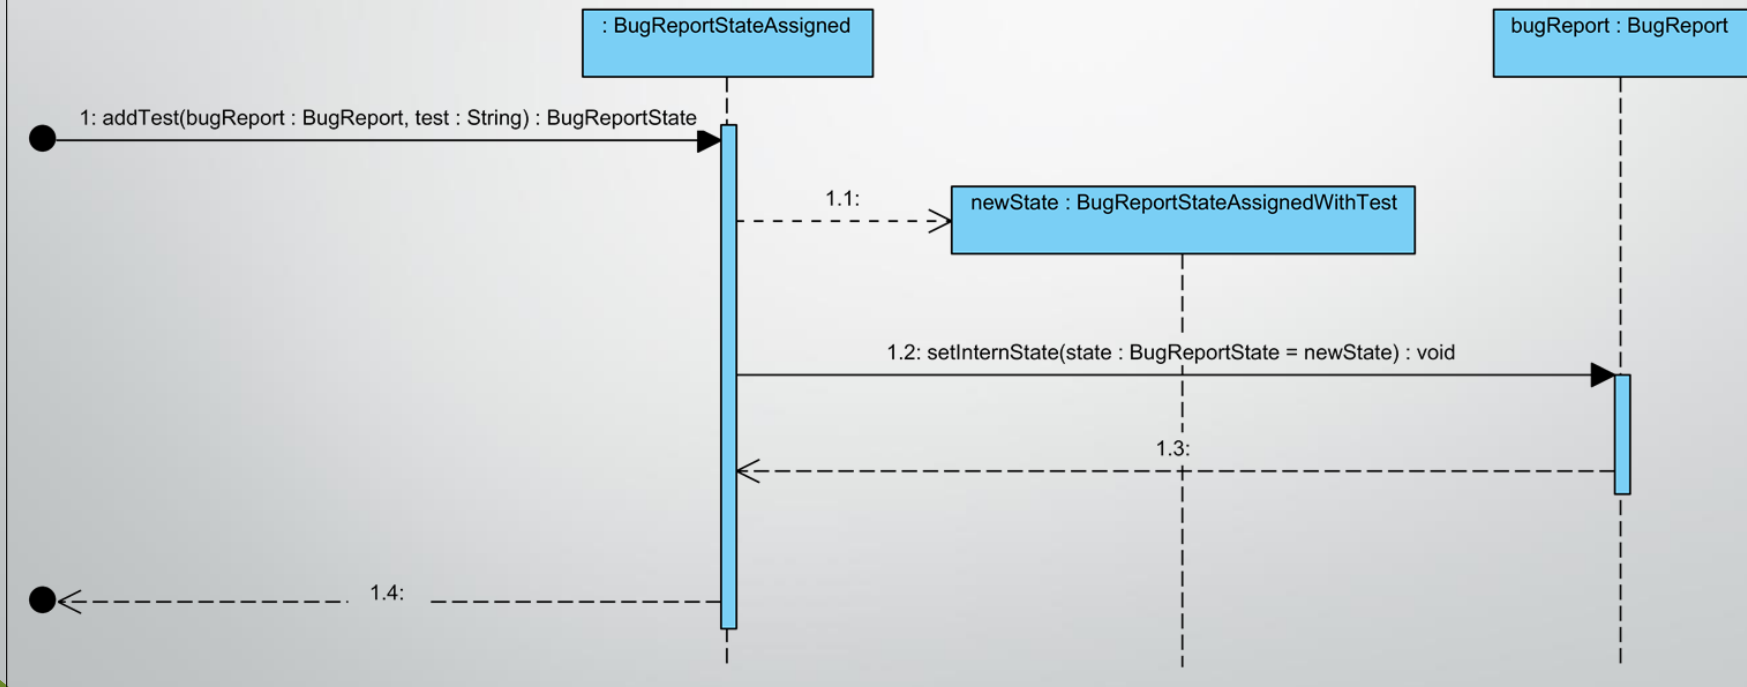 : BugReportStateAssigned
bugReport : BugReport
1: addTest(bugReport : BugReport, test : String) : BugReportState
1.1:
newState : BugReportStateAssignedWithTest
1.2: setInternState(state : BugReportState = newState) : void
1.3:
1.4: